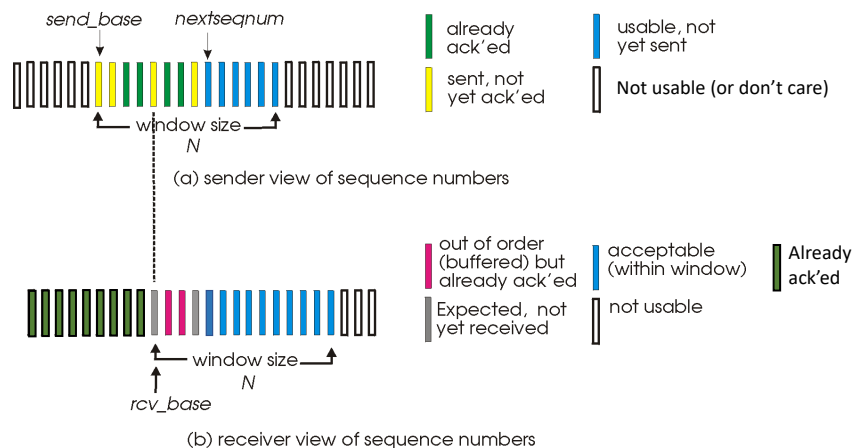 send_base
nextseqnum
already
ack'ed
usable, not
yet sent
sent, not
yet ack'ed
Not usable (or don't care)
window size
N
(a) sender view of sequence numbers
out of order
(buffered) but
already ack'ed
acceptable
(within window)
Already
ack'ed
Expected, not
yet received
not usable
window size
N
rcv_base
(b) receiver view of sequence numbers